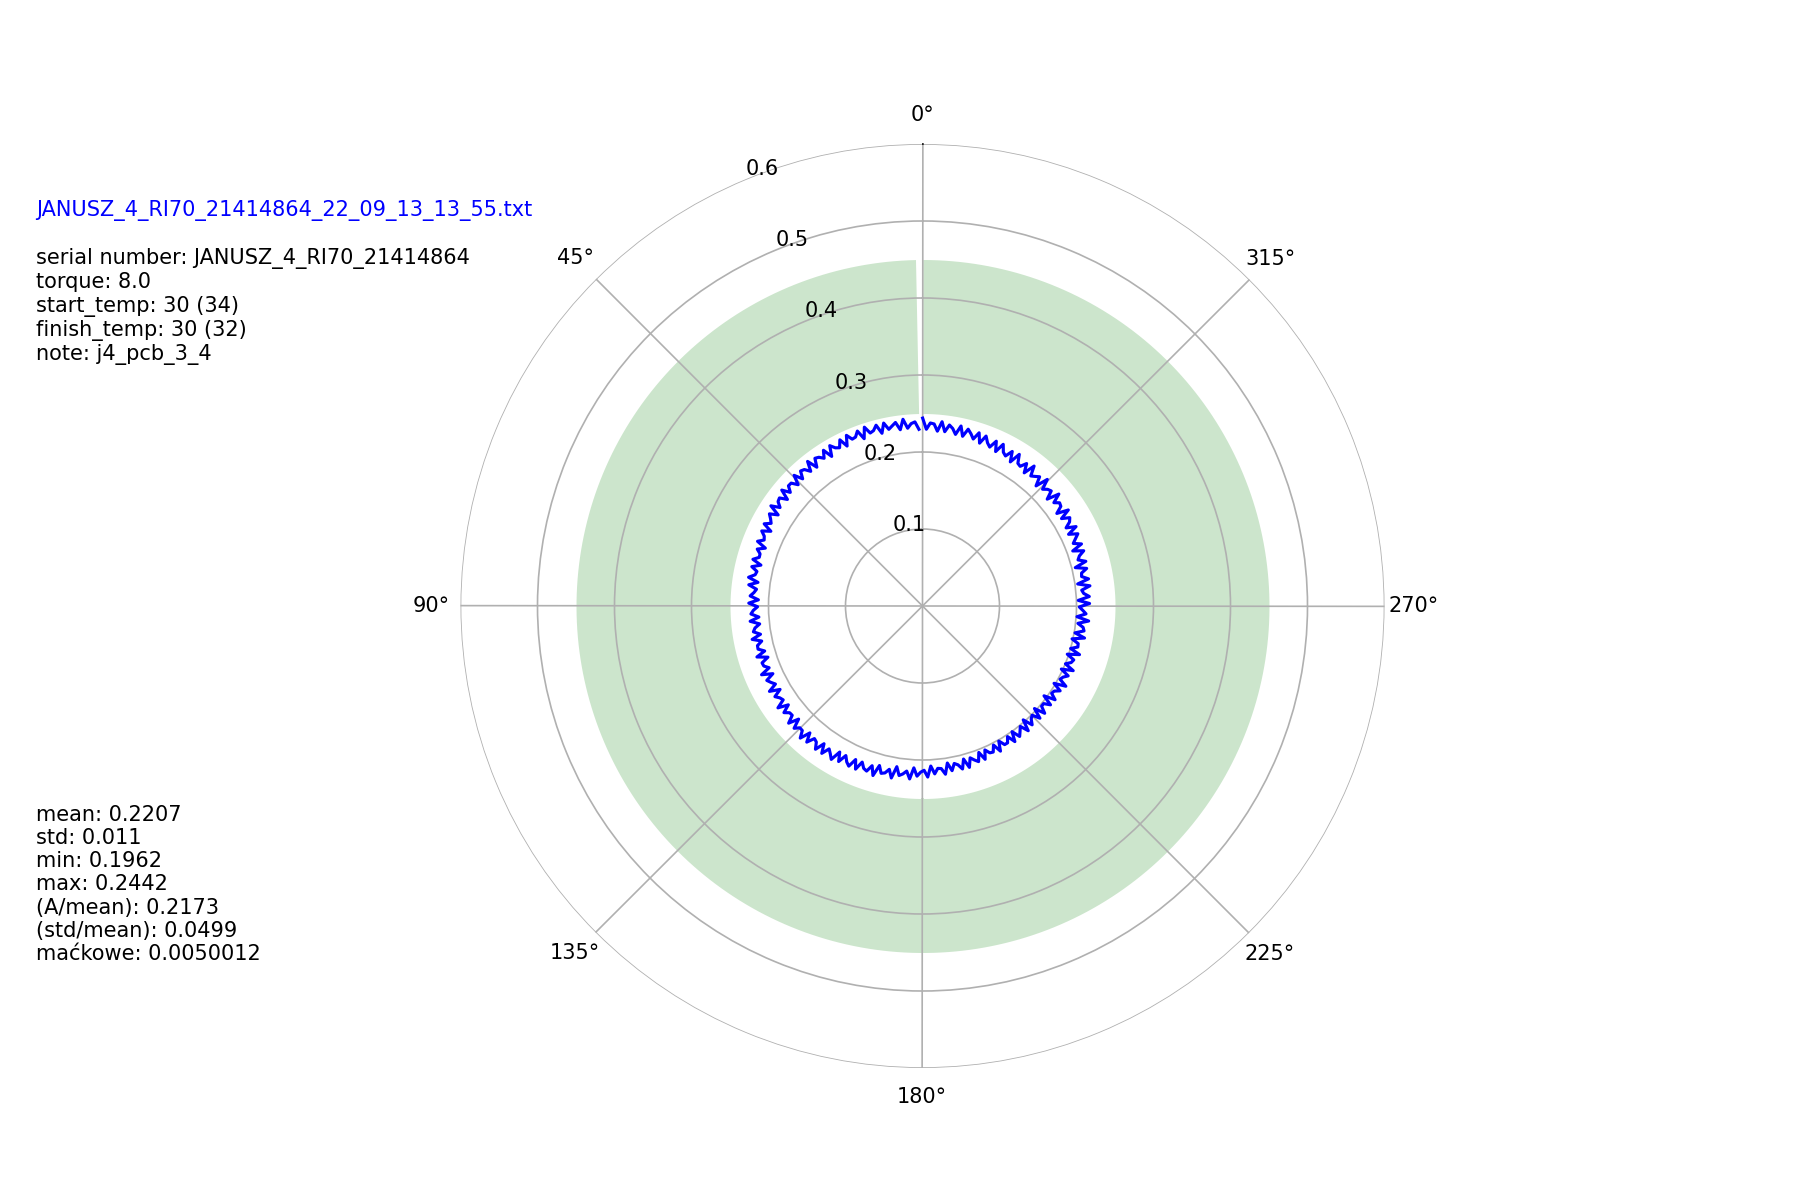 0°
0.6
JANUSZ_4_RI70_21414864_22_09_13_13_55.txt
0.5
serial number: JANUSZ_4_RI70_21414864
45°
315°
torque: 8.0
start_temp: 30 (34)
0.4
finish_temp: 30 (32)
note: j4_pcb_3_4
0.3
0.2
0.1
90°
270°
mean: 0.2207
std: 0.011
min: 0.1962
max: 0.2442
(A/mean): 0.2173
(std/mean): 0.0499
maćkowe: 0.0050012
135°
225°
180°